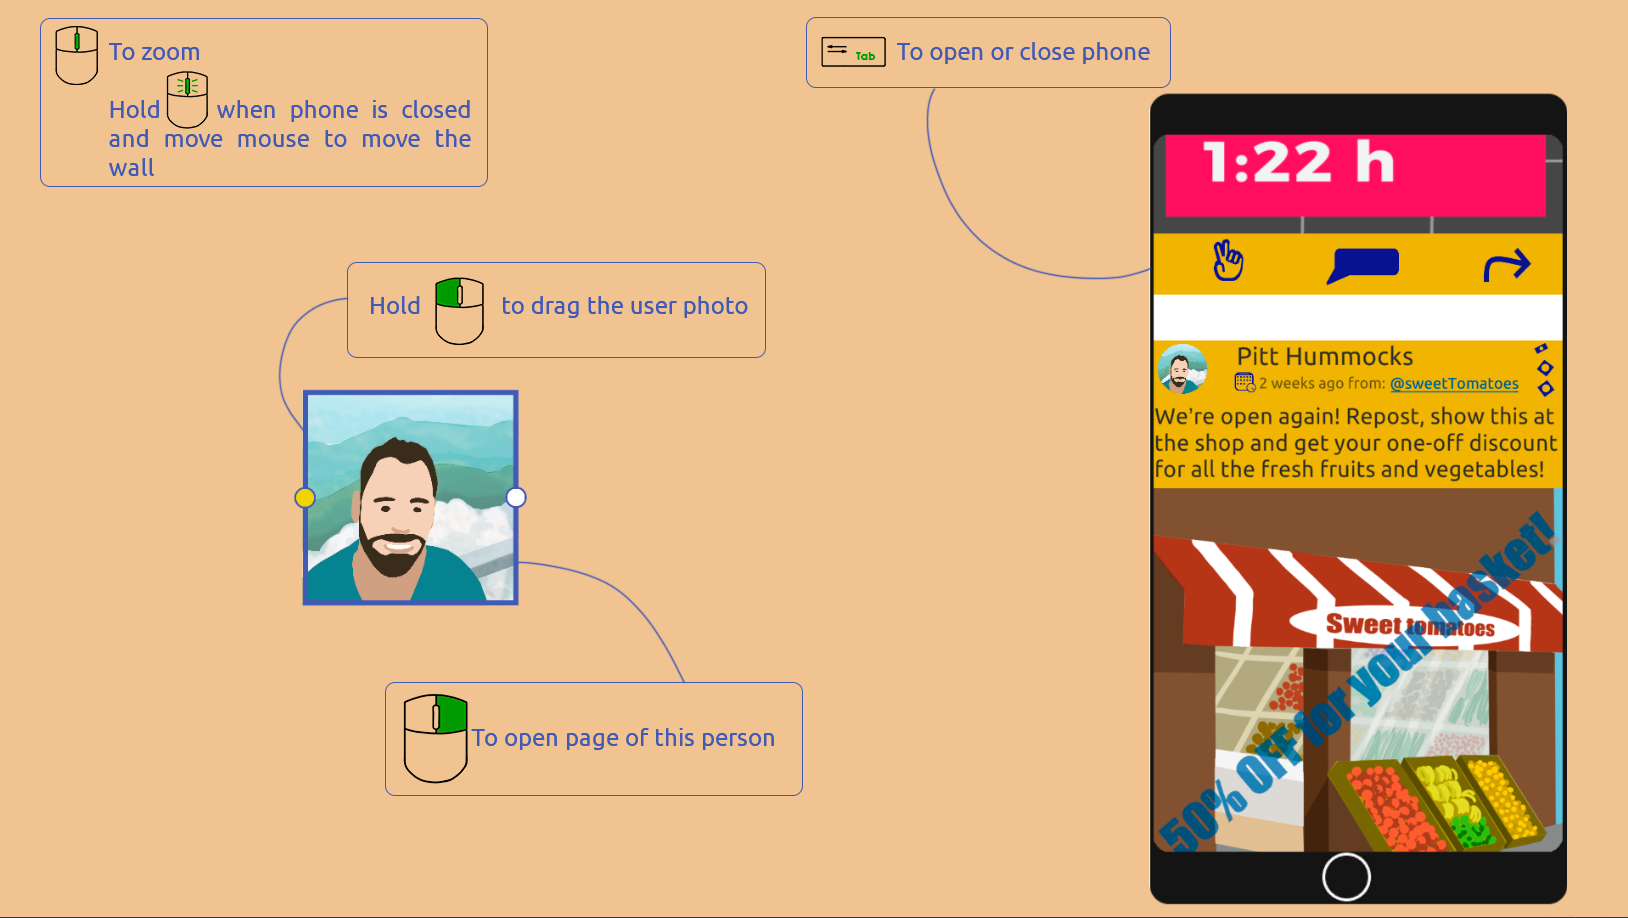 To zoom
Hold when phone is closed
and move mouse to move the
wall
Tab To open or close phone
Hold to drag the user photo
To open page of this person
1:22 h
Pitt Hummocks
2 weeks ago from: @sweetTomatoes
We're open again! Repost, show this at
the shop and get your one-off discount
for all the fresh fruits and vegetables!
Sweet tomatoes
50% OFF for your basket!